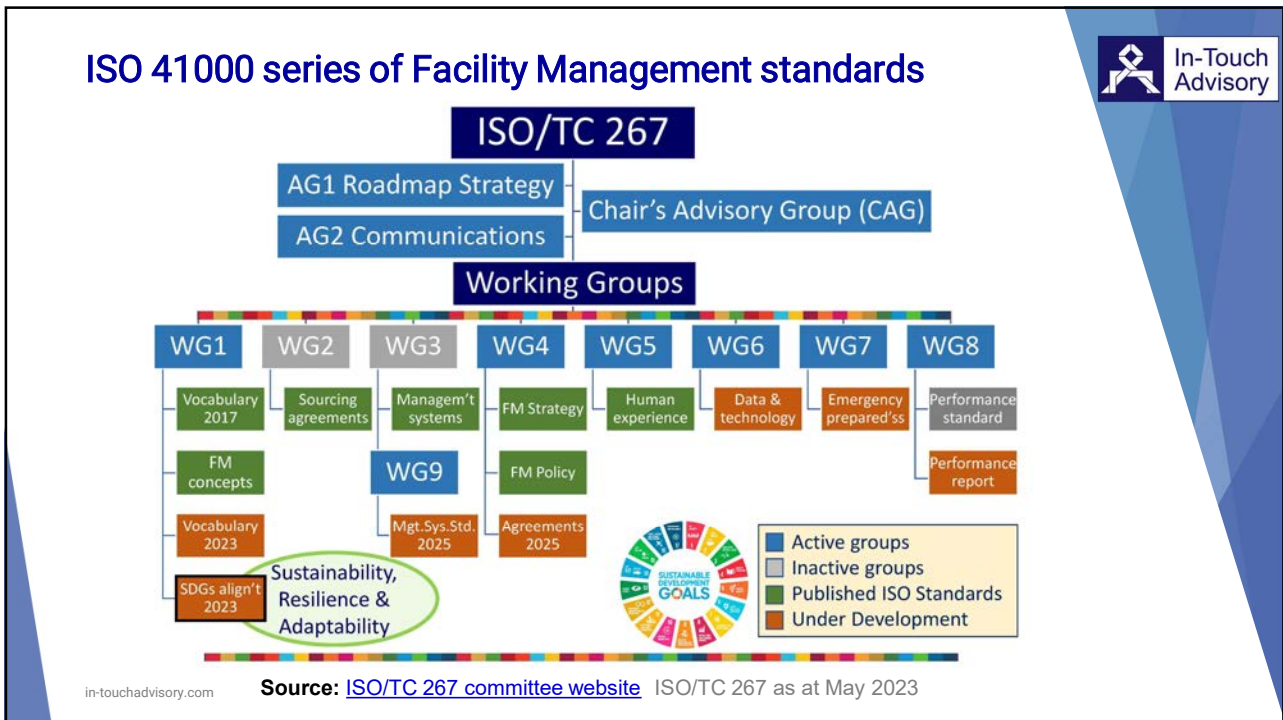 ISO 41000 series of Facility Management standards
In-Touch
Advisory
ISO/TC 267
AG1 Roadmap Strategy
Chair's Advisory Group (CAG)
AG2 Communications
Working Groups
WG1
WG2
WG3
WG4
WG5
WG6
WG7
WG8
Vocabulary
2017
Sourcing
agreements
Managem't
systems
FM Strategy
Human
experience
Data &
technology
Emergency
prepared'ss
Performance
standard
FM
concepts
WG9
FM Policy
Performance
report
Vocabulary
2023
Mgt.Sys.Std.
2025
Agreements
2025
SDGs align't
2023
Sustainability,
Resilience &
Adaptability
SUSTAINABLE
DEVELOPMENT
GOALS
Active groups
Inactive groups
Published ISO Standards
Under Development
in-touchadvisory.com
Source: ISO/TC 267 committee website ISO/TC 267 as at May 2023